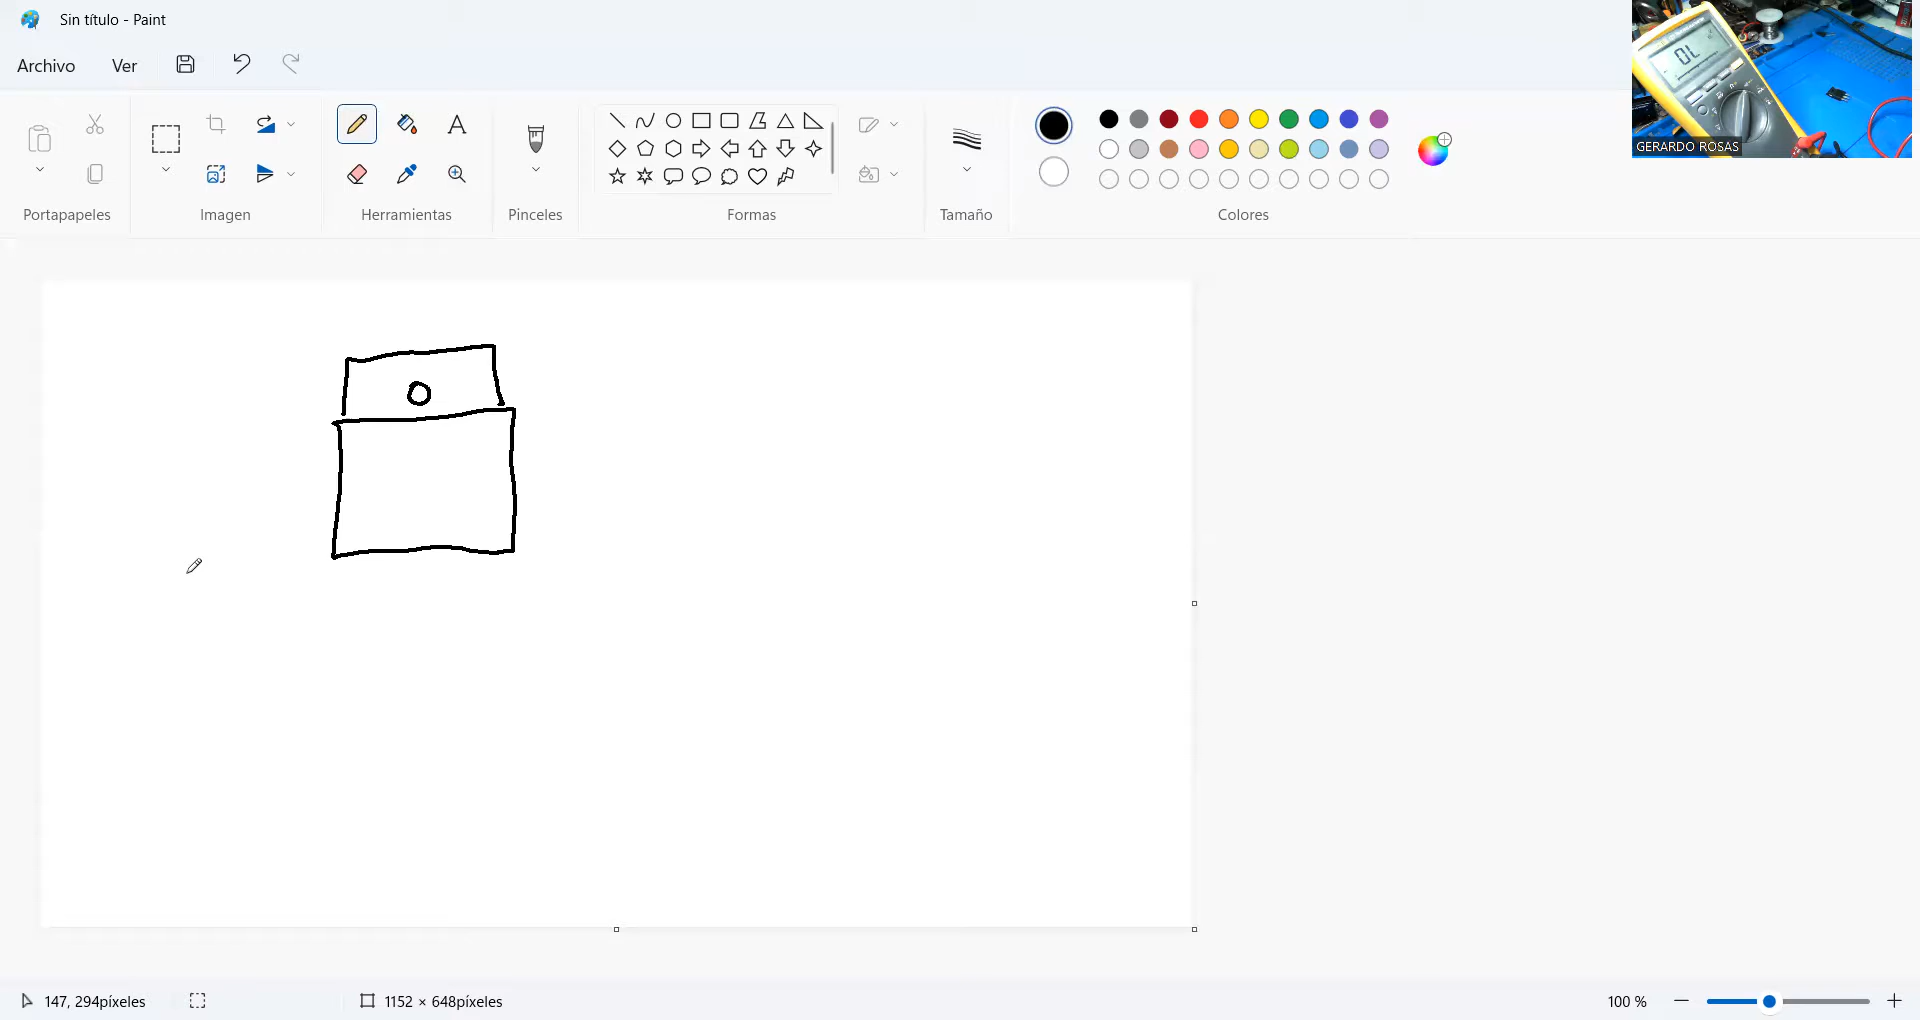 Sin título - Paint
Archivo
Ver
Portapapeles
Imagen
Herramientas
Pinceles
Formas
Tamaño
Colores
OL
GERARDO ROSAS
147, 294píxeles
1152 × 648píxeles
100 %